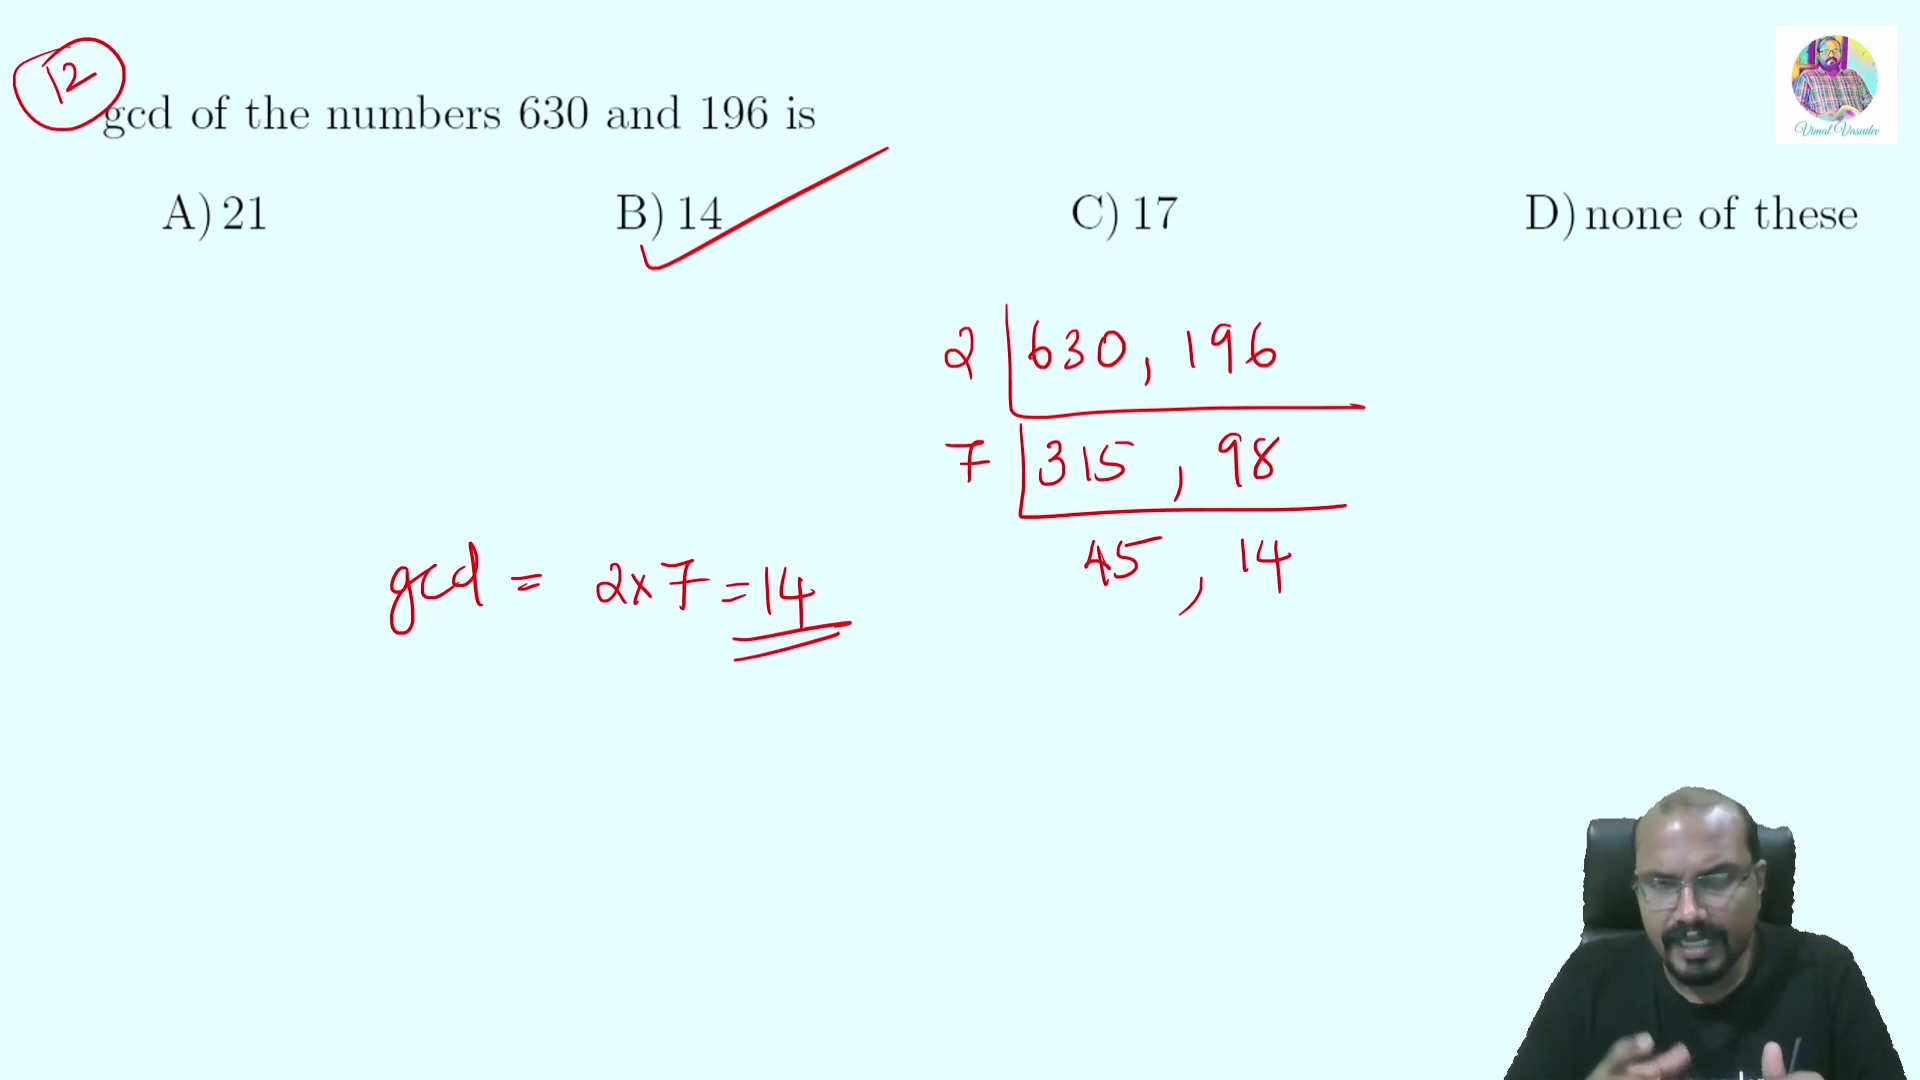 12
gcd of the numbers 630 and 196 is
Vimal Vasudev
A) 21 B) 14 C) 17 D) none of these
2 630, 196
7 315, 98
45, 14
gcd = 2x7 = 14